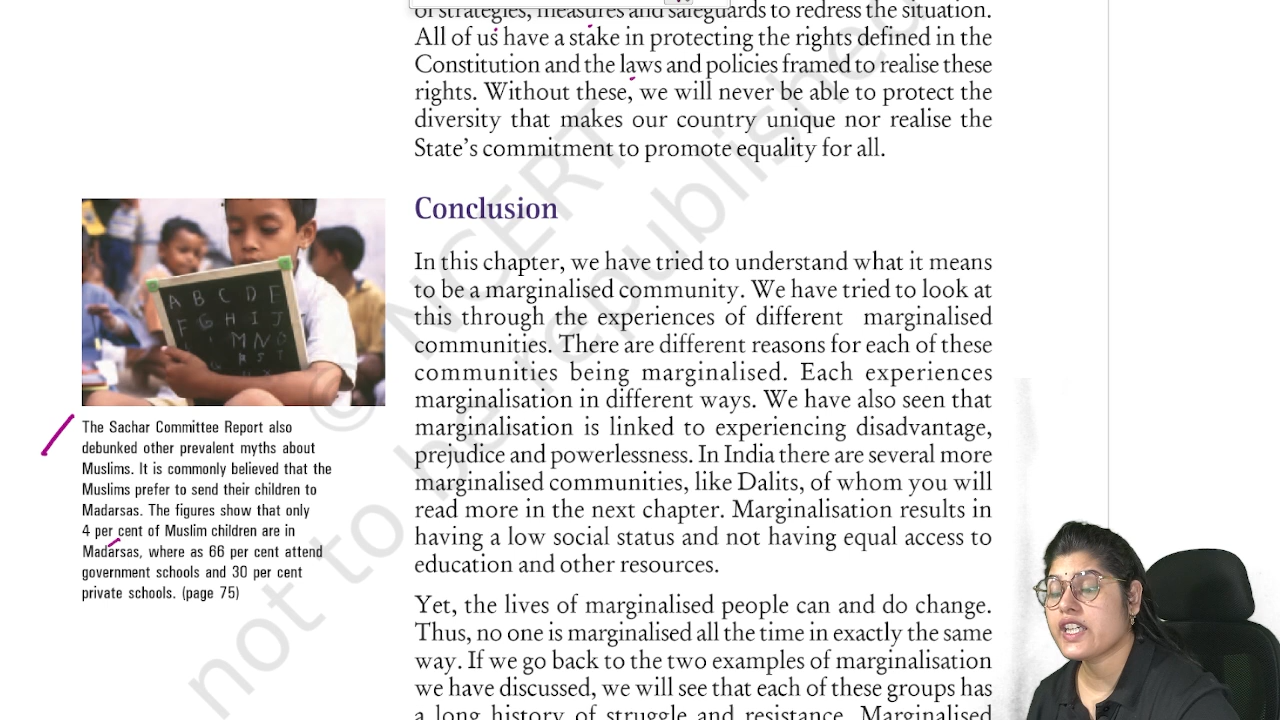 of strategies, measures and safeguards to redress the situation.
All of us have a stake in protecting the rights defined in the
Constitution and the laws and policies framed to realise these
rights. Without these, we will never be able to protect the
diversity that makes our country unique nor realise the
State's commitment to promote equality for all.
Conclusion
In this chapter, we have tried to understand what it means
to be a marginalised community. We have tried to look at
this through the experiences of different marginalised
communities. There are different reasons for each of these
communities being marginalised. Each experiences
marginalisation in different ways. We have also seen that
marginalisation is linked to experiencing disadvantage,
prejudice and powerlessness. In India there are several more
marginalised communities, like Dalits, of whom you will
read more in the next chapter. Marginalisation results in
having a low social status and not having equal access to
education and other resources.
Yet, the lives of marginalised people can and do change.
Thus, no one is marginalised all the time in exactly the same
way. If we go back to the two examples of marginalisation
we have discussed, we will see that each of these groups has
a long history of struggle and resistance. Marginalised
A B C D E
F G H I J
M N O
The Sachar Committee Report also
debunked other prevalent myths about
Muslims. It is commonly believed that the
Muslims prefer to send their children to
Madarsas. The figures show that only
4 per cent of Muslim children are in
Madarsas, where as 66 per cent attend
government schools and 30 per cent
private schools. (page 75)
© NCERT
not to be republished